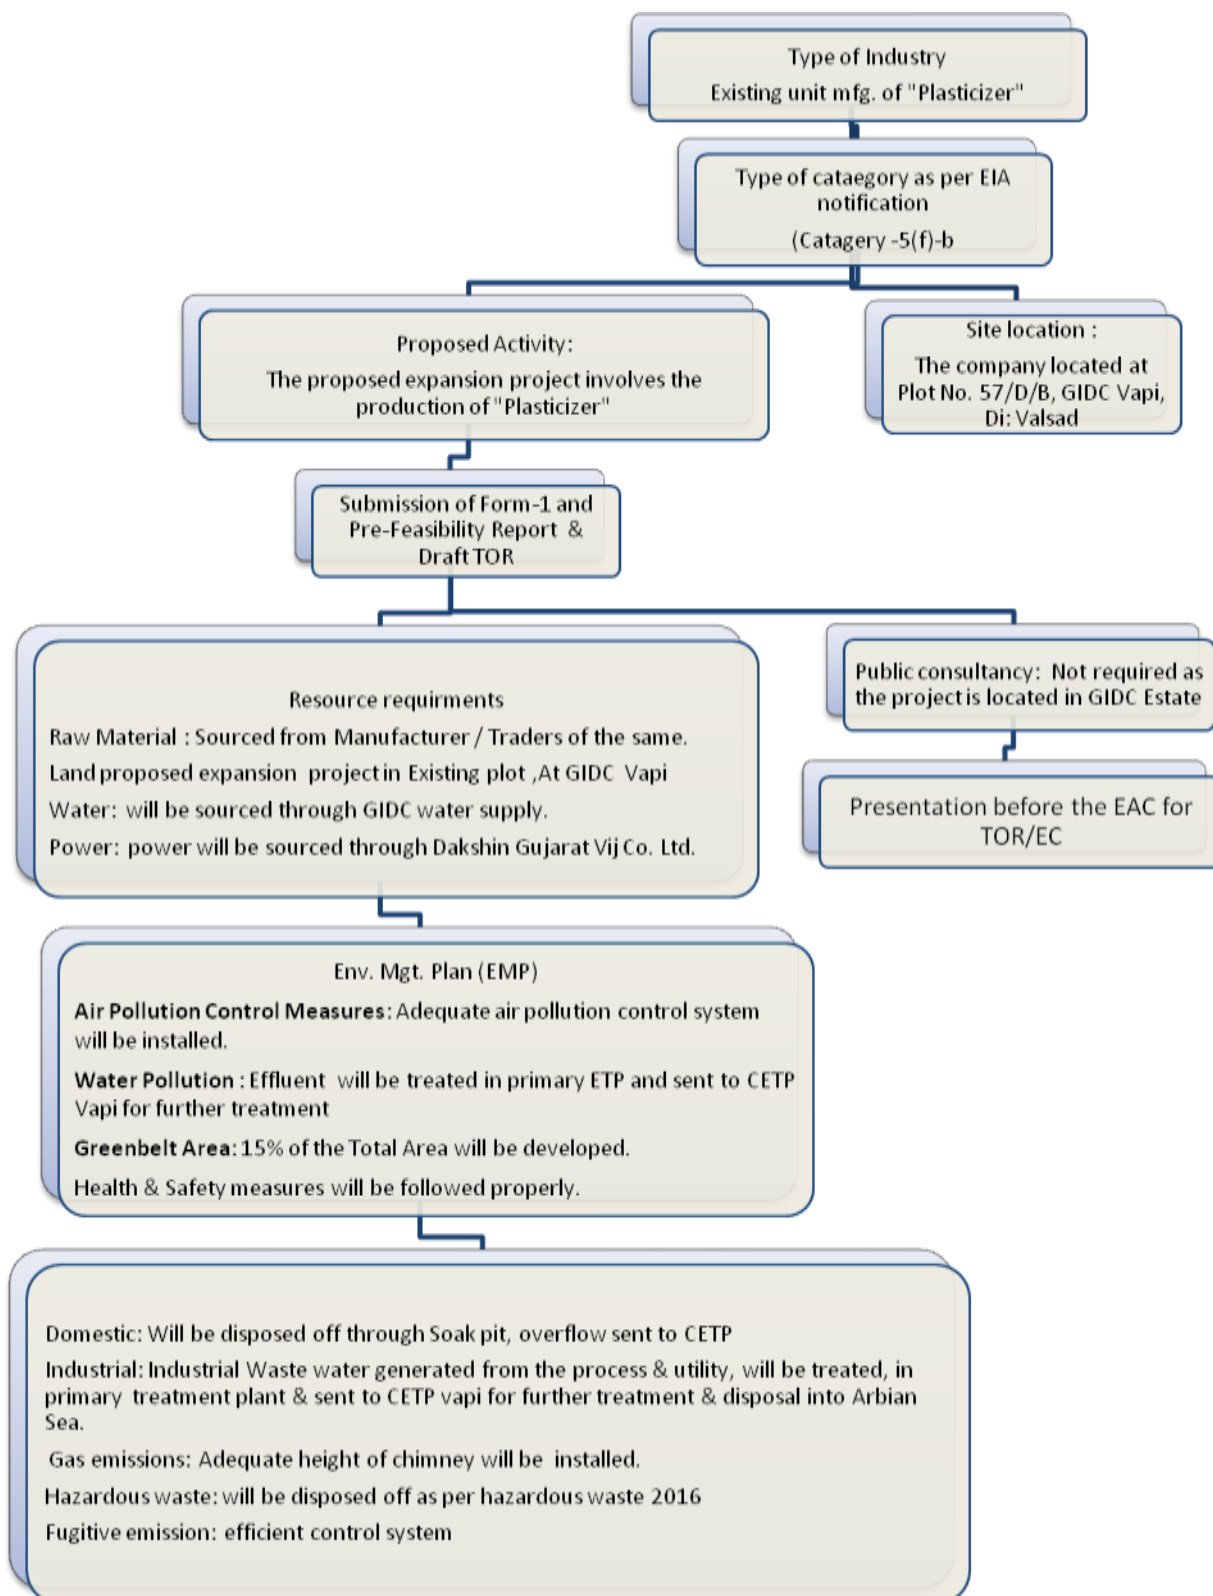 Type of Industry
Existing unit mfg. of "Plasticizer"
Type of cataegory as per EIA
notification
(Catagery -5(f)-b
Proposed Activity:
The proposed expansion project involves the
production of "Plasticizer"
Site location :
The company located at
Plot No. 57/D/B, GIDC Vapi,
Di: Valsad
Submission of Form-1 and
Pre-Feasibility Report &
Draft TOR
Resource requirments
Raw Material : Sourced from Manufacturer / Traders of the same.
Land proposed expansion project in Existing plot ,At GIDC Vapi
Water: will be sourced through GIDC water supply.
Power: power will be sourced through Dakshin Gujarat Vij Co. Ltd.
Public consultancy: Not required as
the project is located in GIDC Estate
Presentation before the EAC for
TOR/EC
Env. Mgt. Plan (EMP)
Air Pollution Control Measures: Adequate air pollution control system
will be installed.
Water Pollution : Effluent will be treated in primary ETP and sent to CETP
Vapi for further treatment
Greenbelt Area: 15% of the Total Area will be developed.
Health & Safety measures will be followed properly.
Domestic: Will be disposed off through Soak pit, overflow sent to CETP
Industrial: Industrial Waste water generated from the process & utility, will be treated, in
primary treatment plant & sent to CETP vapi for further treatment & disposal into Arbian
Sea.
Gas emissions: Adequate height of chimney will be installed.
Hazardous waste: will be disposed off as per hazardous waste 2016
Fugitive emission: efficient control system